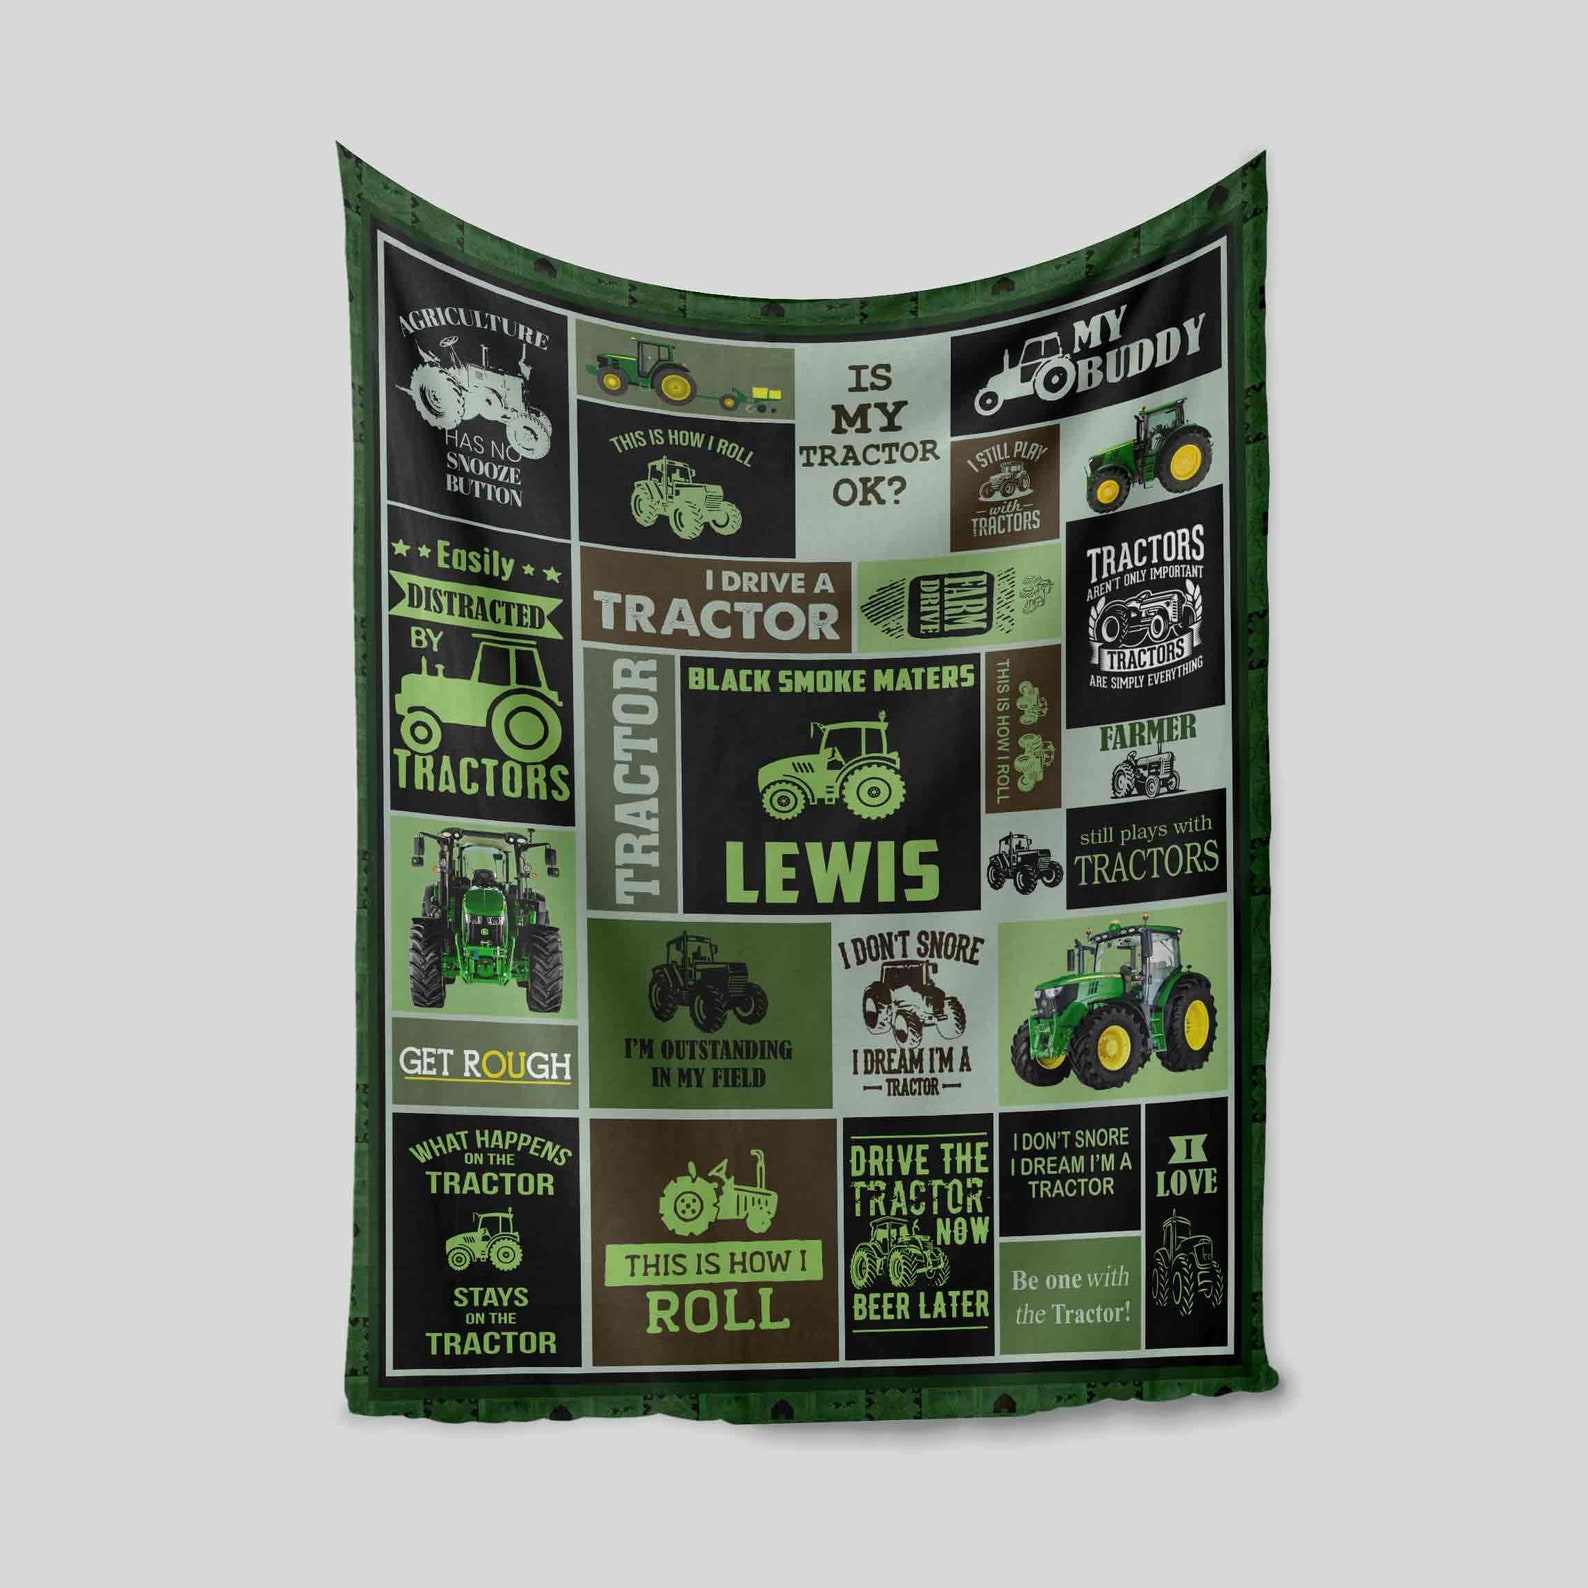 AGRICULTURE
HAS NO
SNOOZE
BUTTON
THIS IS HOW I ROLL
IS
MY
TRACTOR
OK?
MY
BUDDY
I STILL PLAY
with
TRACTORS
Easily
DISTRACTED
BY
TRACTORS
I DRIVE A
TRACTOR
FARM
DRIVE
TRACTORS
AREN'T ONLY IMPORTANT
TRACTORS
ARE SIMPLY EVERYTHING
TRACTOR
BLACK SMOKE MATERS
LEWIS
THIS IS HOW I ROLL
FARMER
still plays with
TRACTORS
GET ROUGH
I'M OUTSTANDING
IN MY FIELD
I DON'T SNORE
I DREAM I'M A
TRACTOR
WHAT HAPPENS
ON THE
TRACTOR
STAYS
ON THE
TRACTOR
THIS IS HOW I
ROLL
DRIVE THE
TRACTOR
NOW
BEER LATER
I DON'T SNORE
I DREAM I'M A
TRACTOR
Be one with
the Tractor!
I
LOVE